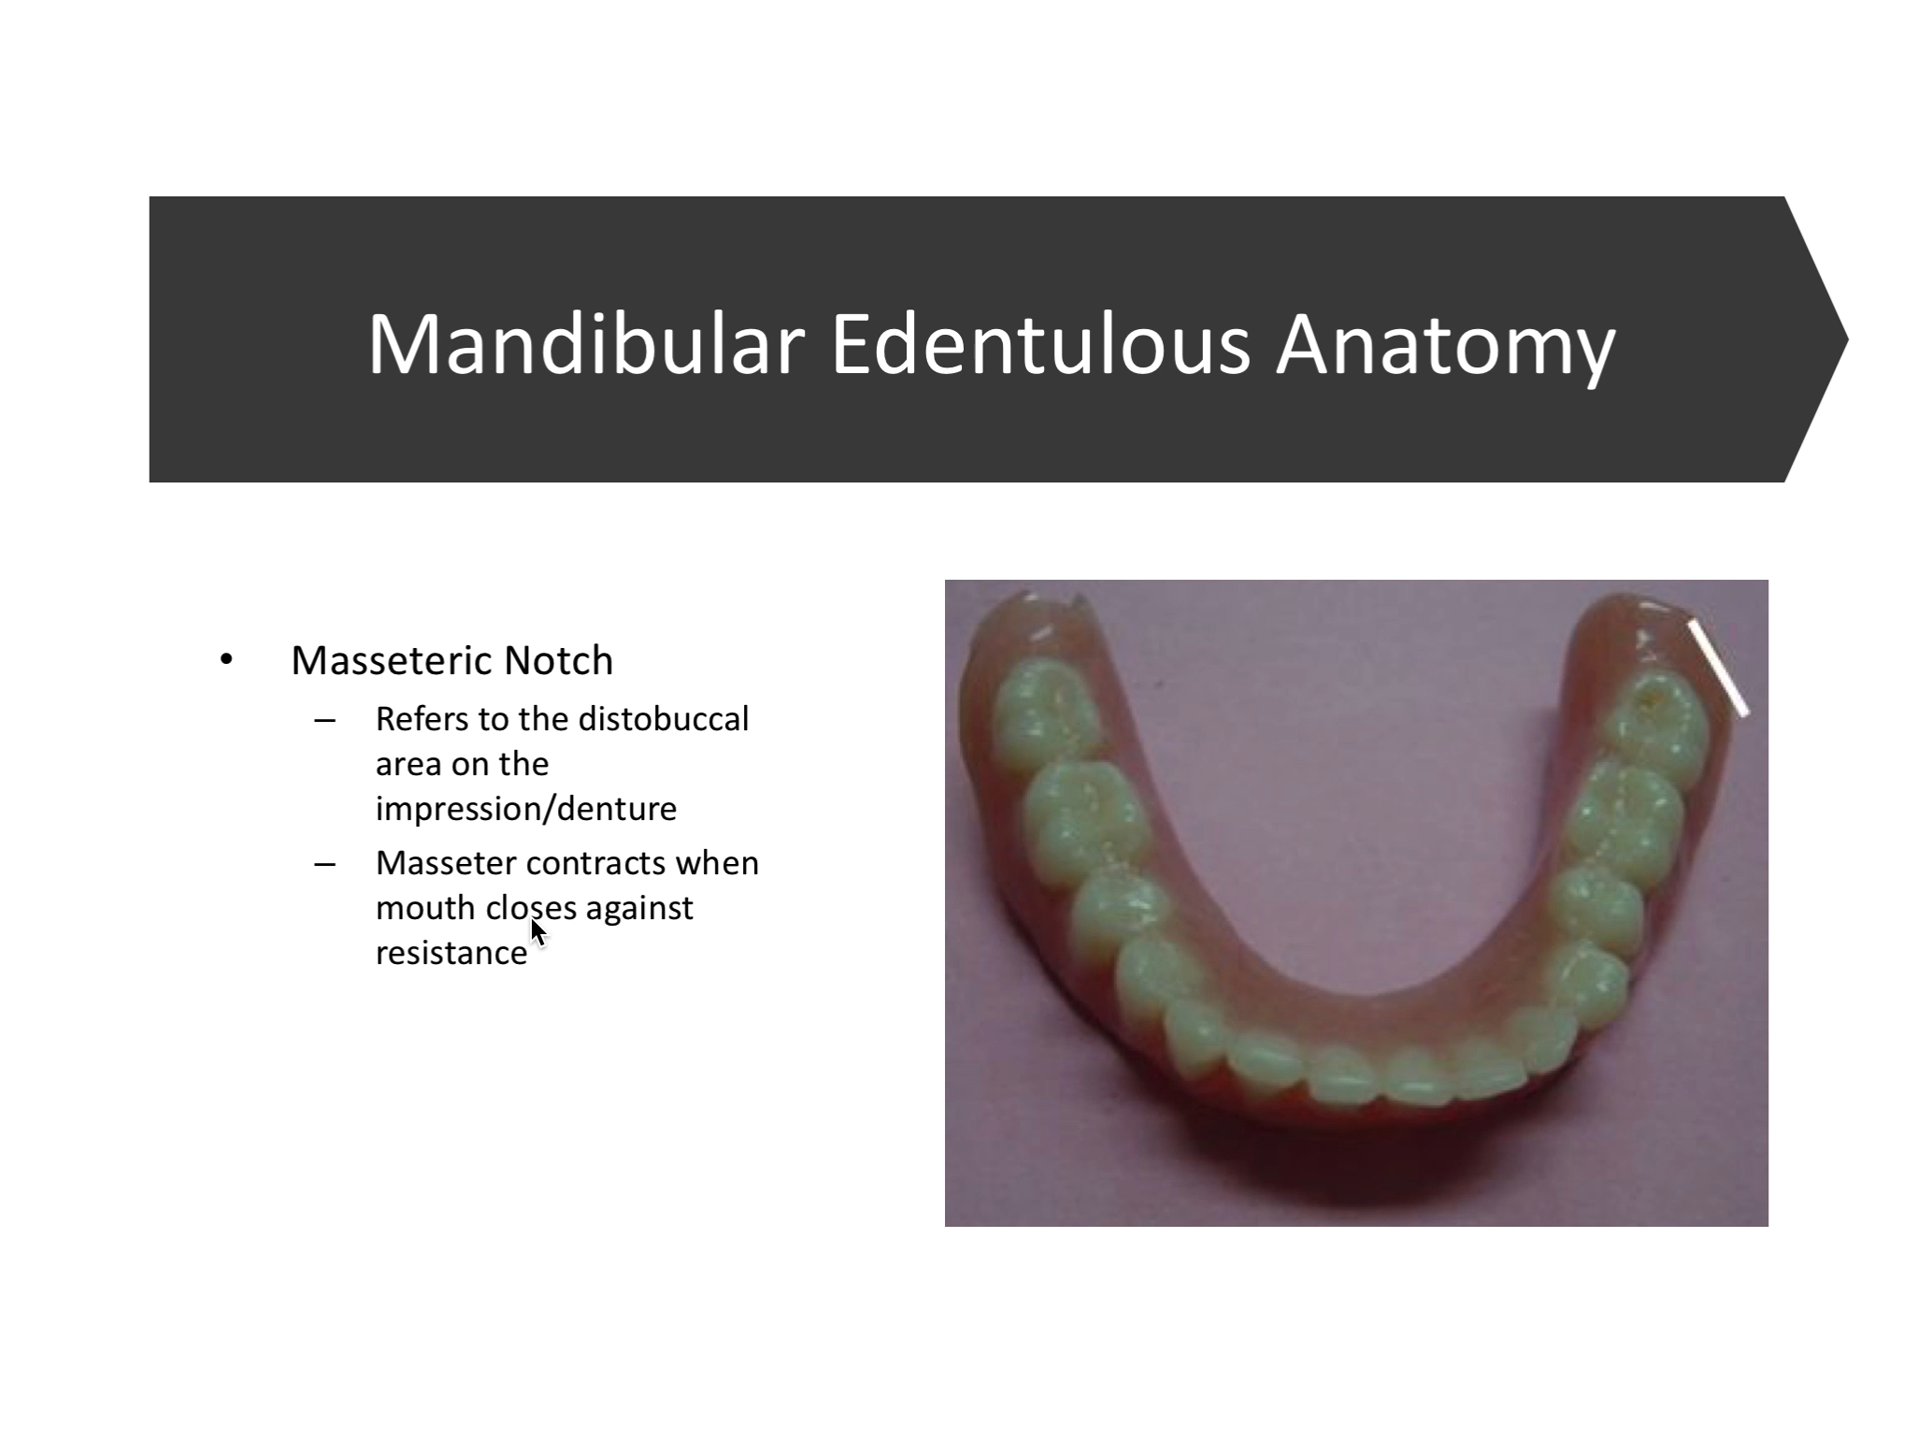 Mandibular Edentulous Anatomy
• Masseteric Notch
– Refers to the distobuccal
area on the
impression/denture
– Masseter contracts when
mouth closes against
resistance